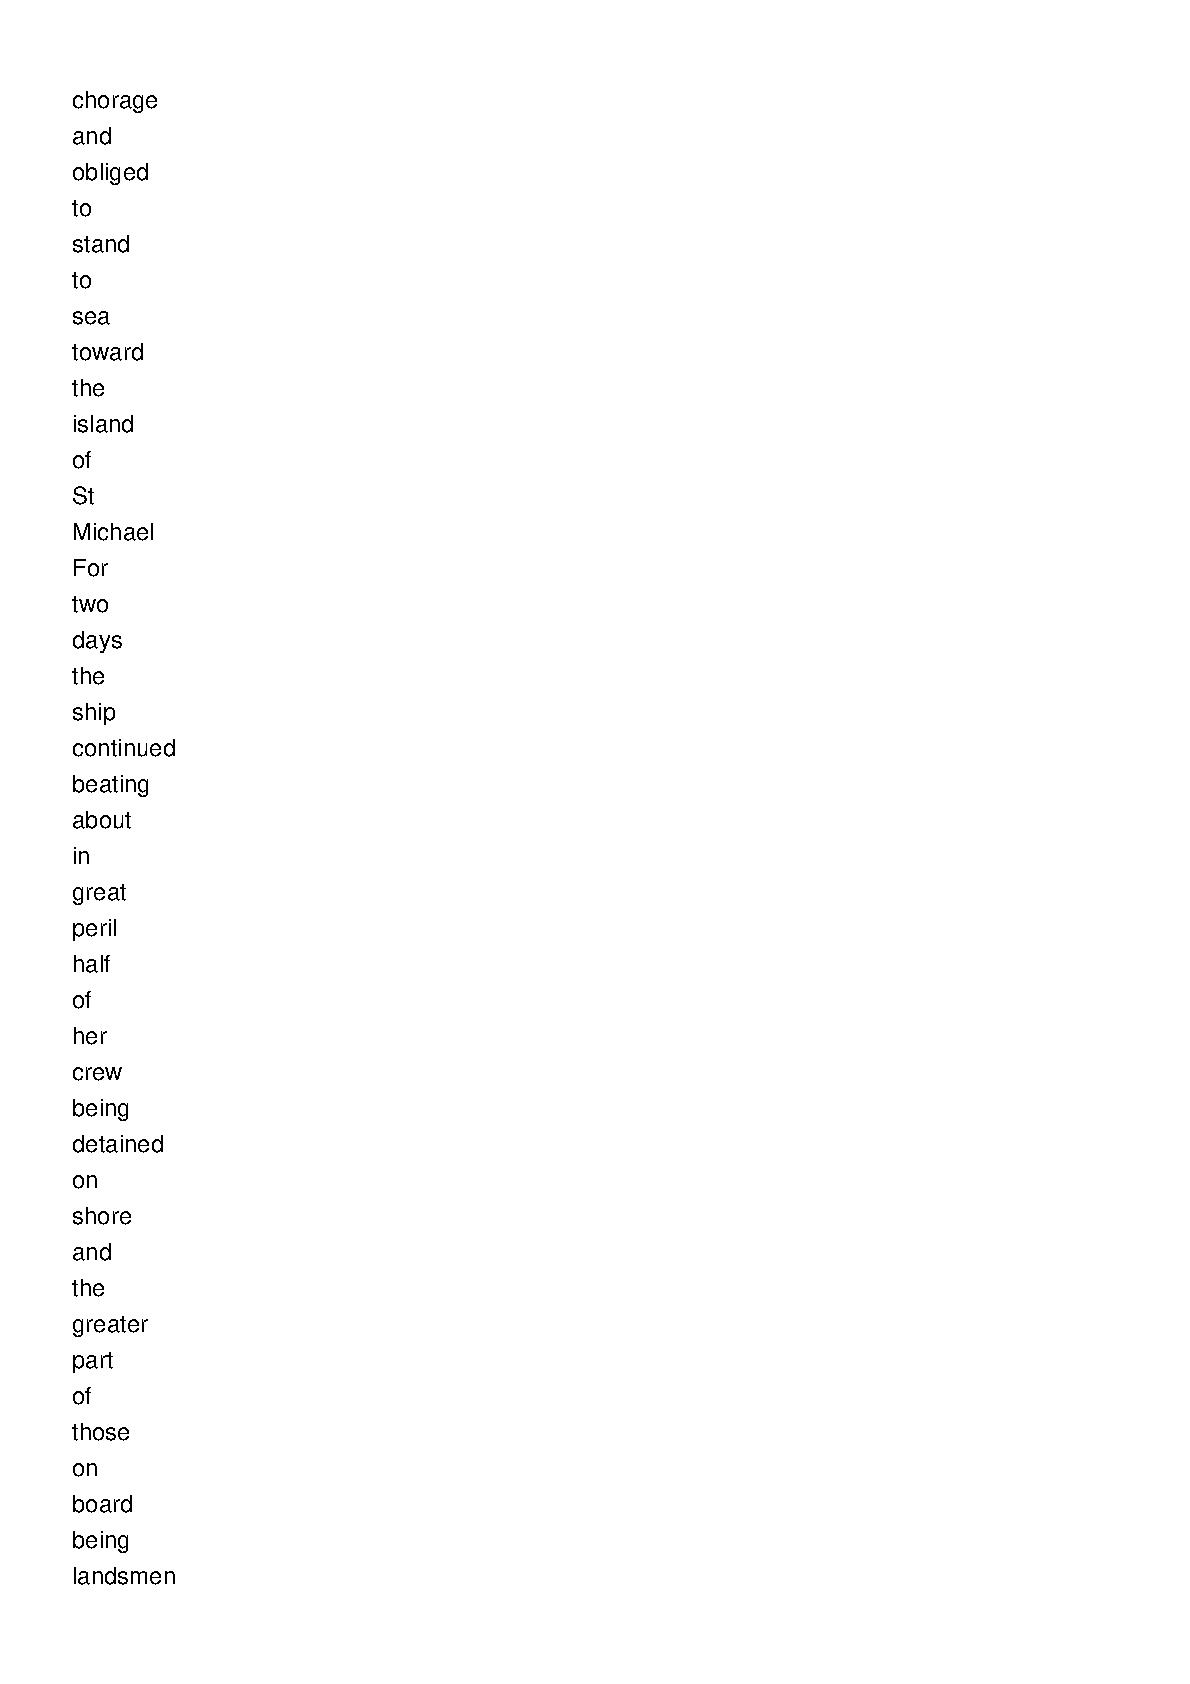 chorage
and
obliged
to
stand
to
sea
toward
the
island
of
St
Michael
For
two
days
the
ship
continued
beating
about
in
great
peril
half
of
her
crew
being
detained
on
shore
and
the
greater
part
of
those
on
board
being
landsmen